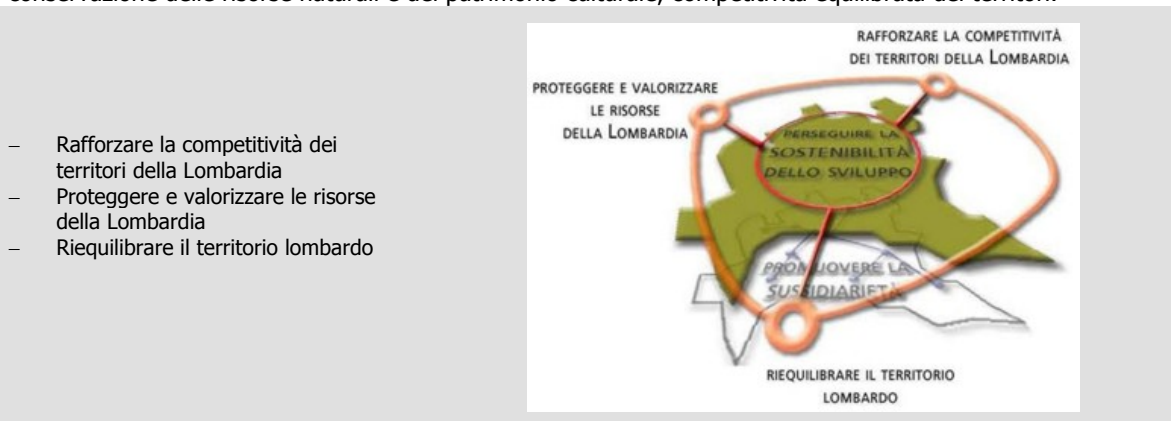 conservazione delle risorse naturali e del patrimonio culturale; competitività equilibrata dei territori.
– Rafforzare la competitività dei
territori della Lombardia
– Proteggere e valorizzare le risorse
della Lombardia
– Riequilibrare il territorio lombardo
RAFFORZARE LA COMPETITIVITÀ
DEI TERRITORI DELLA LOMBARDIA
PROTEGGERE E VALORIZZARE
LE RISORSE
DELLA LOMBARDIA
PERSEGUIRE LA
SOSTENIBILITÀ
DELLO SVILUPPO
PROMUOVERE LA
SUSSIDIARIETÀ
RIEQUILIBRARE IL TERRITORIO
LOMBARDO